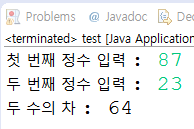 Problems @ Javadoc
<terminated> test [Java Application
첫 번째 정수 입력 : 87
두 번째 정수 입력 : 23
두 수의 차 : 64